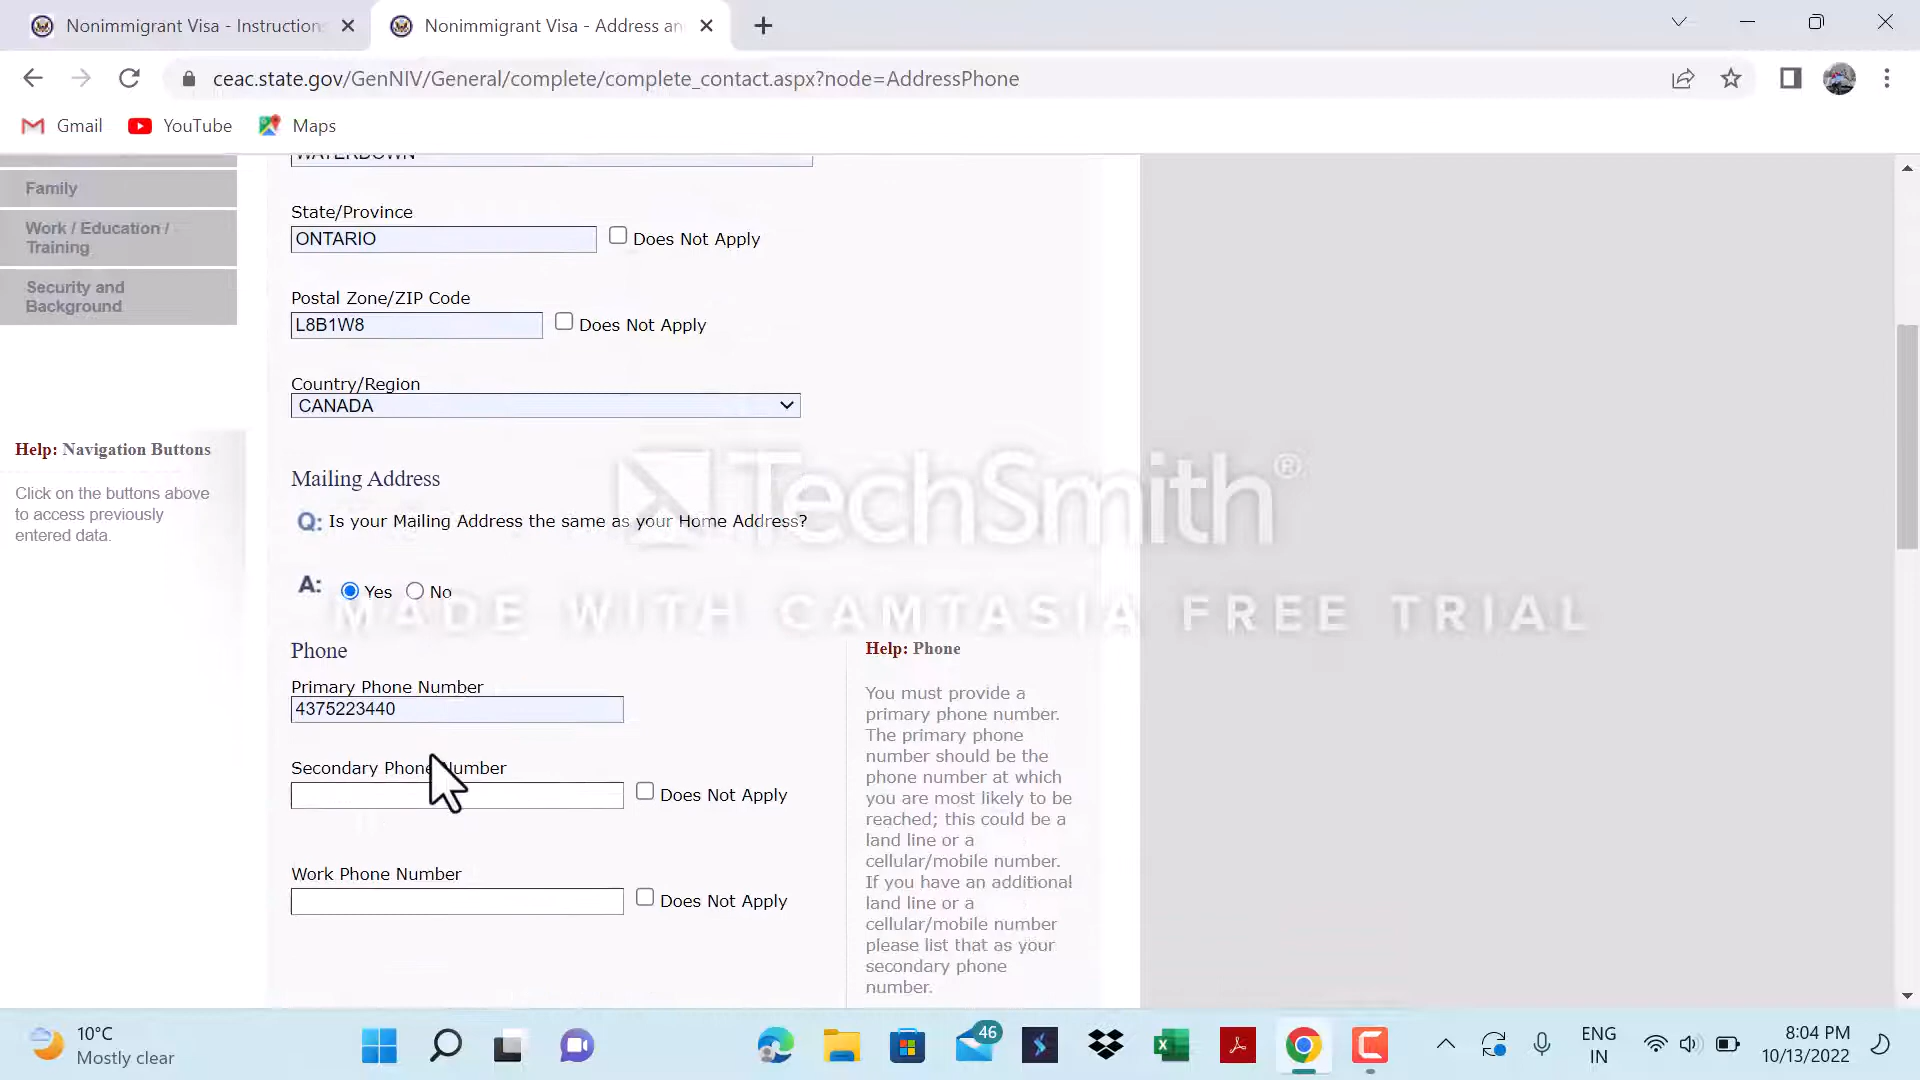 Nonimmigrant Visa - Instructions
Nonimmigrant Visa - Address an
ceac.state.gov/GenNIV/General/complete/complete_contact.aspx?node=AddressPhone
Gmail
YouTube
Maps
WATERDOWN
Family
Work / Education /
Training
Security and
Background
State/Province
ONTARIO
Does Not Apply
Postal Zone/ZIP Code
L8B1W8
Does Not Apply
Country/Region
CANADA
Help: Navigation Buttons
Click on the buttons above
to access previously
entered data.
Mailing Address
Q: Is your Mailing Address the same as your Home Address?
A: Yes No
TechSmith®
MADE WITH CAMTASIA FREE TRIAL
Phone
Primary Phone Number
4375223440
Secondary Phone Number
Does Not Apply
Work Phone Number
Does Not Apply
Help: Phone
You must provide a
primary phone number.
The primary phone
number should be the
phone number at which
you are most likely to be
reached; this could be a
land line or a
cellular/mobile number.
If you have an additional
land line or a
cellular/mobile number
please list that as your
secondary phone
number.
10°C
Mostly clear
46
ENG
IN
8:04 PM
10/13/2022